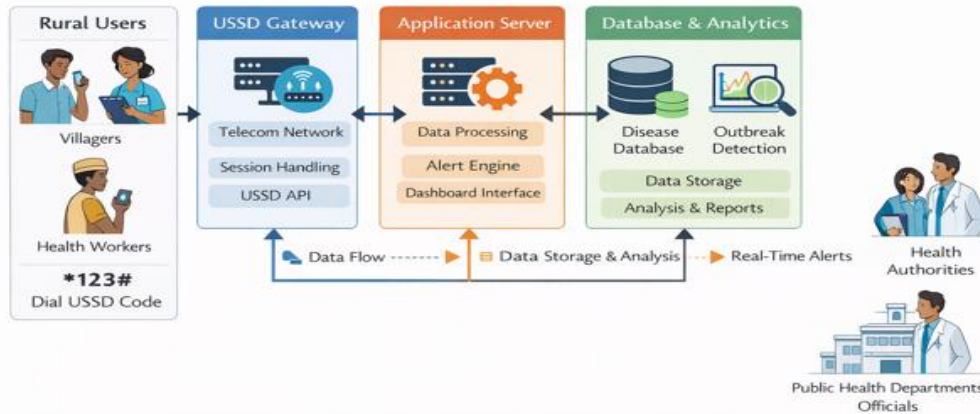 Rural Users
Villagers
Health Workers
*123#
Dial USSD Code
USSD Gateway
Telecom Network
Session Handling
USSD API
Application Server
Data Processing
Alert Engine
Dashboard Interface
Database & Analytics
Disease
Database
Outbreak
Detection
Data Storage
Analysis & Reports
Data Flow
Data Storage & Analysis
Real-Time Alerts
Health
Authorities
Public Health Departments
Officials